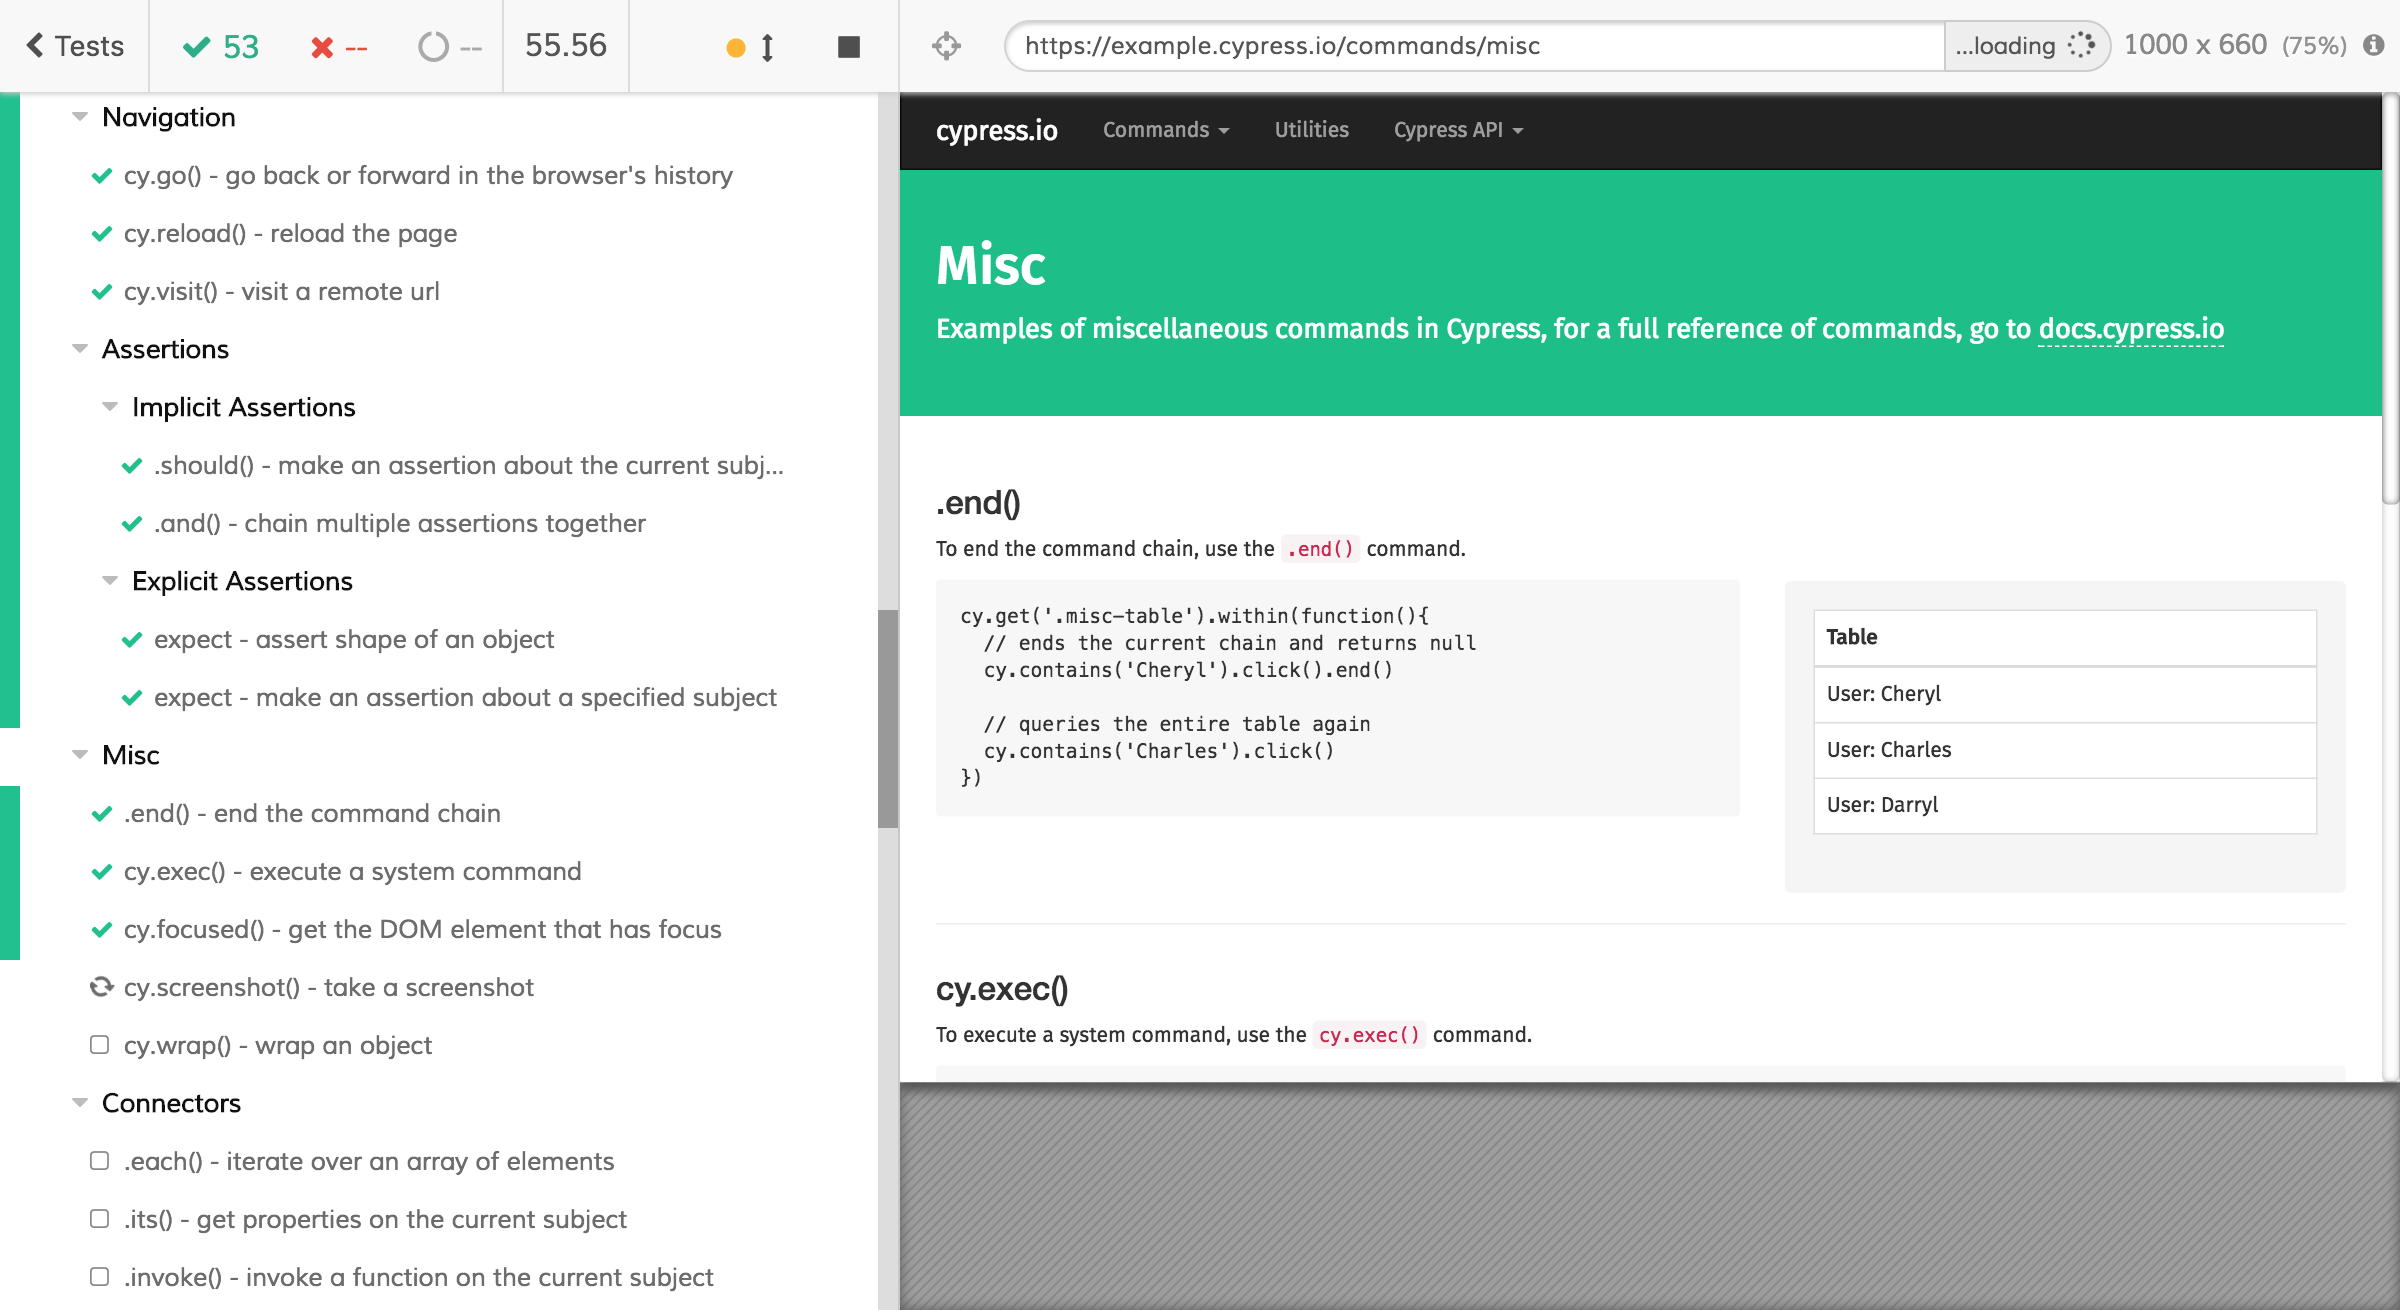 Tests
53
--
--
55.56
https://example.cypress.io/commands/misc
...loading
1000 x 660 (75%)
Navigation
cy.go() - go back or forward in the browser's history
cy.reload() - reload the page
cy.visit() - visit a remote url
Assertions
Implicit Assertions
.should() - make an assertion about the current subj...
.and() - chain multiple assertions together
Explicit Assertions
expect - assert shape of an object
expect - make an assertion about a specified subject
Misc
.end() - end the command chain
cy.exec() - execute a system command
cy.focused() - get the DOM element that has focus
cy.screenshot() - take a screenshot
cy.wrap() - wrap an object
Connectors
.each() - iterate over an array of elements
.its() - get properties on the current subject
.invoke() - invoke a function on the current subject
cypress.io Commands Utilities Cypress API
Misc
Examples of miscellaneous commands in Cypress, for a full reference of commands, go to docs.cypress.io
.end()
To end the command chain, use the .end() command.
cy.get('.misc-table').within(function(){
// ends the current chain and returns null
cy.contains('Cheryl').click().end()
// queries the entire table again
cy.contains('Charles').click()
})
Table
User: Cheryl
User: Charles
User: Darryl
cy.exec()
To execute a system command, use the cy.exec() command.